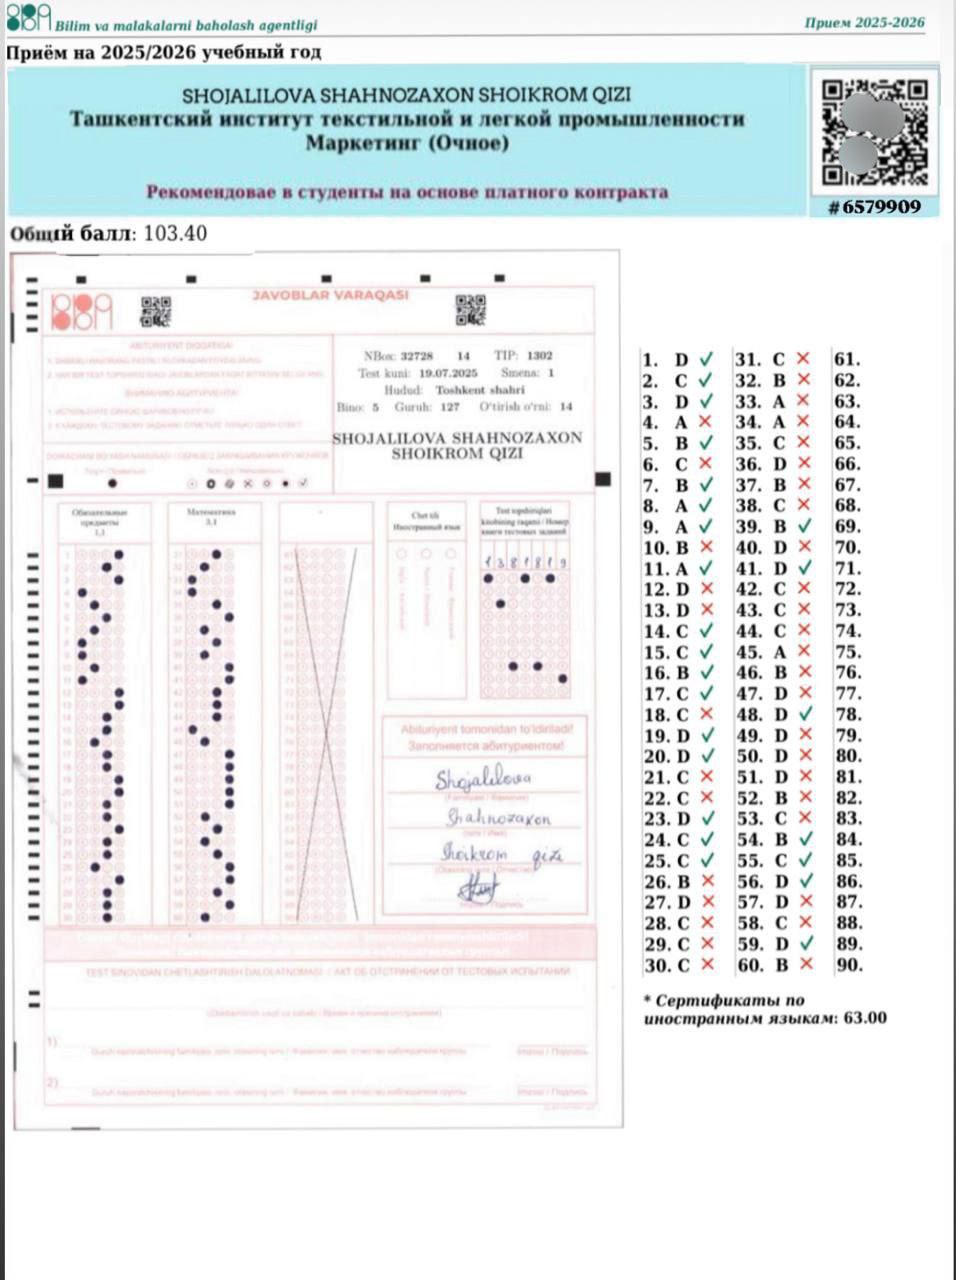 Bilim va malakalarni baholash agentligi
Прием 2025-2026
Приём на 2025/2026 учебный год
SHOJALILOVA SHAHNOZAXON SHOIKROM QIZI
Ташкентский институт текстильной и легкой промышленности
Маркетинг (Очное)
Рекомендовае в студенты на основе платного контракта
# 6579909
Общий балл: 103.40
JAVOBLAR VARAQASI
NBox: 32728 14 TIP: 1302
Test kuni: 19.07.2025 Smena: 1
Hudud: Toshkent shahri
Bino: 5 Guruh: 127 O'tirish o'rni: 14
SHOJALILOVA SHAHNOZAXON
SHOIKROM QIZI
Обязательные
предметы
1,1
Математика
3,1
Chet tili
Иностранный язык
Test topshiriqlari
kitobining raqami / Номер
книги тестовых заданий
1 3 8 1 8 1 9
Abituriyent tomonidan to'ldiriladi!
Заполняется абитуриентом!
Shojalilova
Shahnozaxon
Shoikrom qizi
TEST SINOVIDAN CHETLASHTIRISH DALOLATNOMASI / АКТ ОБ ОТСТРАНЕНИИ ОТ ТЕСТОВЫХ ИСПЫТАНИЙ
1)
2)
1. D ✓ 31. C ✕ 61.
2. C ✓ 32. B ✕ 62.
3. D ✓ 33. A ✕ 63.
4. A ✕ 34. A ✕ 64.
5. B ✓ 35. C ✕ 65.
6. C ✕ 36. D ✕ 66.
7. B ✓ 37. B ✕ 67.
8. A ✓ 38. C ✕ 68.
9. A ✓ 39. B ✓ 69.
10. B ✕ 40. D ✕ 70.
11. A ✓ 41. D ✓ 71.
12. D ✕ 42. C ✕ 72.
13. D ✕ 43. C ✕ 73.
14. C ✓ 44. C ✕ 74.
15. C ✓ 45. A ✕ 75.
16. B ✓ 46. B ✕ 76.
17. C ✓ 47. D ✕ 77.
18. C ✕ 48. D ✓ 78.
19. D ✓ 49. D ✕ 79.
20. D ✓ 50. D ✕ 80.
21. C ✕ 51. D ✕ 81.
22. C ✕ 52. B ✕ 82.
23. D ✓ 53. C ✕ 83.
24. C ✓ 54. B ✓ 84.
25. C ✓ 55. C ✓ 85.
26. B ✕ 56. D ✓ 86.
27. D ✕ 57. D ✕ 87.
28. C ✕ 58. C ✕ 88.
29. C ✕ 59. D ✓ 89.
30. C ✕ 60. B ✕ 90.
* Сертификаты по
иностранным языкам: 63.00